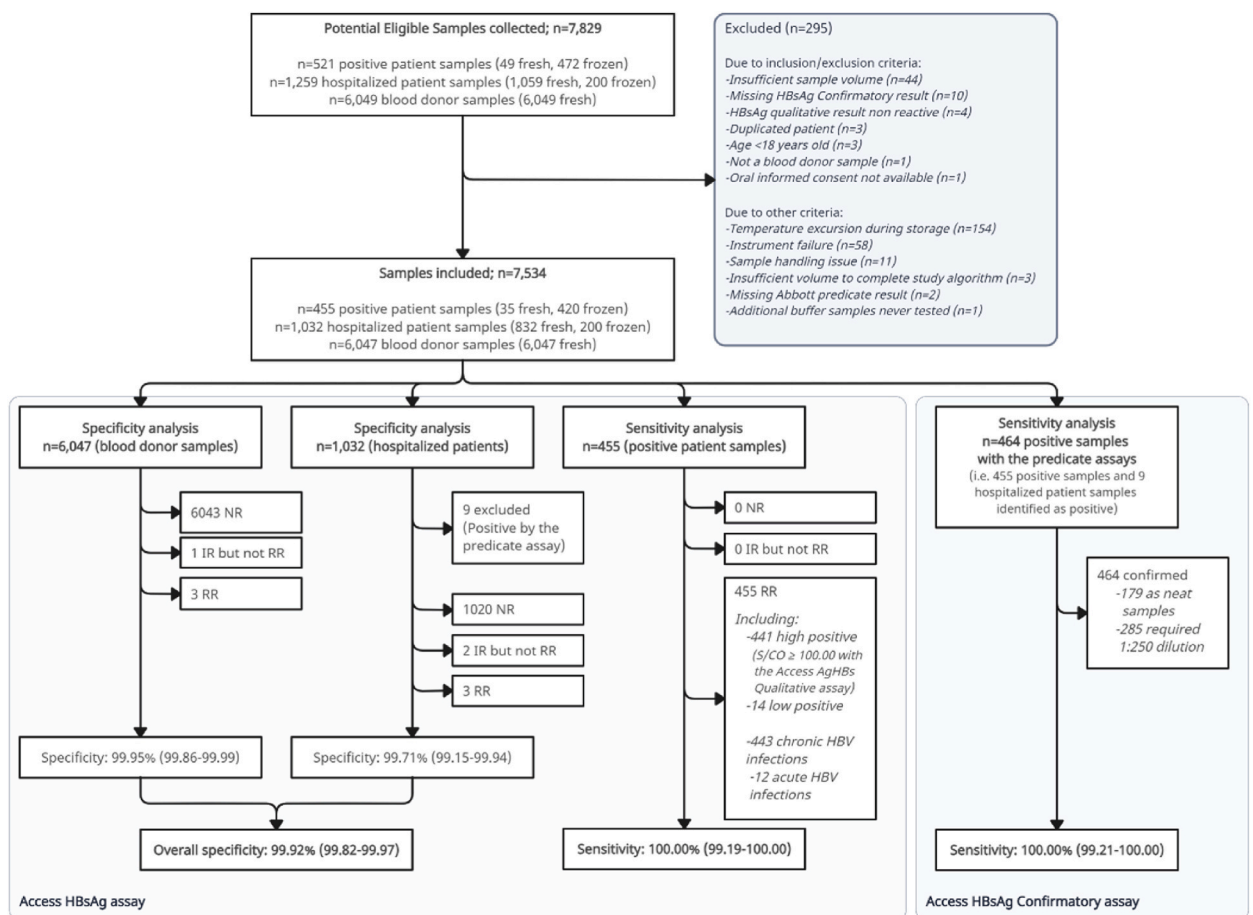 Potential Eligible Samples collected; n=7,829
n=521 positive patient samples (49 fresh, 472 frozen)
n=1,259 hospitalized patient samples (1,059 fresh, 200 frozen)
n=6,049 blood donor samples (6,049 fresh)
Excluded (n=295)
Due to inclusion/exclusion criteria:
-Insufficient sample volume (n=44)
-Missing HBsAg Confirmatory result (n=10)
-HBsAg qualitative result non reactive (n=4)
-Duplicated patient (n=3)
-Age <18 years old (n=3)
-Not a blood donor sample (n=1)
-Oral informed consent not available (n=1)
Due to other criteria:
-Temperature excursion during storage (n=154)
-Instrument failure (n=58)
-Sample handling issue (n=11)
-Insufficient volume to complete study algorithm (n=3)
-Missing Abbott predicate result (n=2)
-Additional buffer samples never tested (n=1)
Samples included; n=7,534
n=455 positive patient samples (35 fresh, 420 frozen)
n=1,032 hospitalized patient samples (832 fresh, 200 frozen)
n=6,047 blood donor samples (6,047 fresh)
Specificity analysis
n=6,047 (blood donor samples)
6043 NR
1 IR but not RR
3 RR
Specificity: 99.95% (99.86-99.99)
Specificity analysis
n=1,032 (hospitalized patients)
9 excluded
(Positive by the
predicate assay)
1020 NR
2 IR but not RR
3 RR
Specificity: 99.71% (99.15-99.94)
Overall specificity: 99.92% (99.82-99.97)
Sensitivity analysis
n=455 (positive patient samples)
0 NR
0 IR but not RR
455 RR
Including:
-441 high positive
(S/CO ≥ 100.00 with
the Access AgHBs
Qualitative assay)
-14 low positive
-443 chronic HBV
infections
-12 acute HBV
infections
Sensitivity: 100.00% (99.19-100.00)
Access HBsAg assay
Sensitivity analysis
n=464 positive samples
with the predicate assays
(i.e. 455 positive samples and 9
hospitalized patient samples
identified as positive)
464 confirmed
-179 as neat
samples
-285 required
1:250 dilution
Sensitivity: 100.00% (99.21-100.00)
Access HBsAg Confirmatory assay